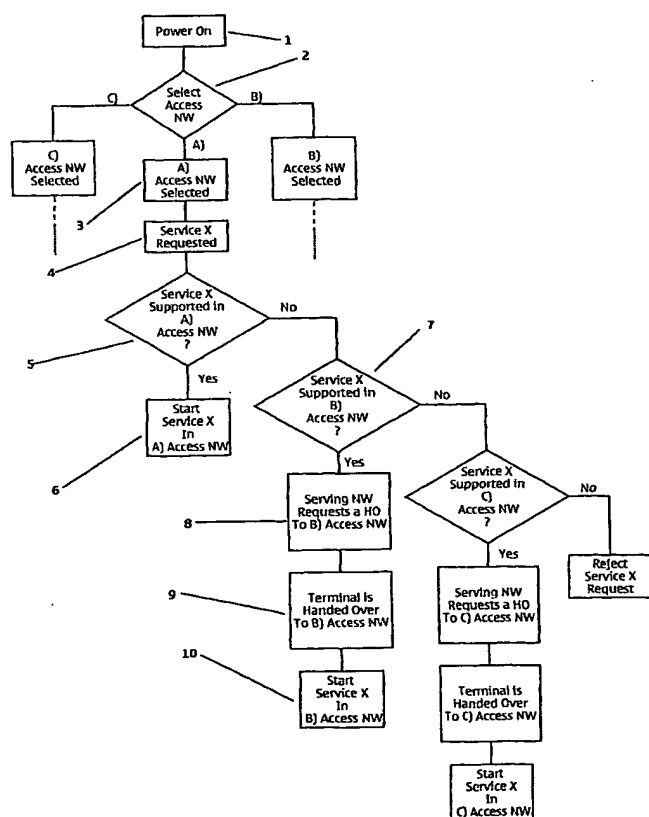 Power On
1
2
Select
Access
NW
C)
B)
A)
C)
Access NW
Selected
A)
Access NW
Selected
B)
Access NW
Selected
3
Service X
Requested
4
Service X
Supported in
A)
Access NW
?
No
5
Yes
7
Start
Service X
In
A) Access NW
6
Service X
Supported in
B)
Access NW
?
No
Yes
Service X
Supported in
C)
Access NW
?
No
Yes
Serving NW
Requests a HO
To B) Access NW
8
Reject
Service X
Request
Serving NW
Requests a HO
To C) Access NW
9
Terminal is
Handed Over
To B) Access NW
10
Start
Service X
In
B) Access NW
Terminal is
Handed Over
To C) Access NW
Start
Service X
In
C) Access NW